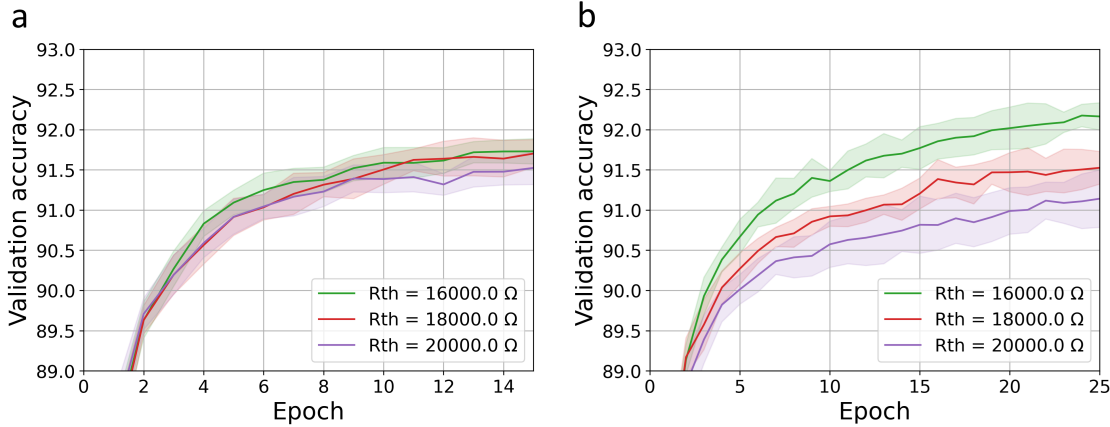 a
93.0
92.5
92.0
91.5
91.0
90.5
90.0
89.5
89.0
Validation accuracy
0 2 4 6 8 10 12 14
Epoch
Rth = 16000.0 Ω
Rth = 18000.0 Ω
Rth = 20000.0 Ω
b
93.0
92.5
92.0
91.5
91.0
90.5
90.0
89.5
89.0
Validation accuracy
0 5 10 15 20 25
Epoch
Rth = 16000.0 Ω
Rth = 18000.0 Ω
Rth = 20000.0 Ω